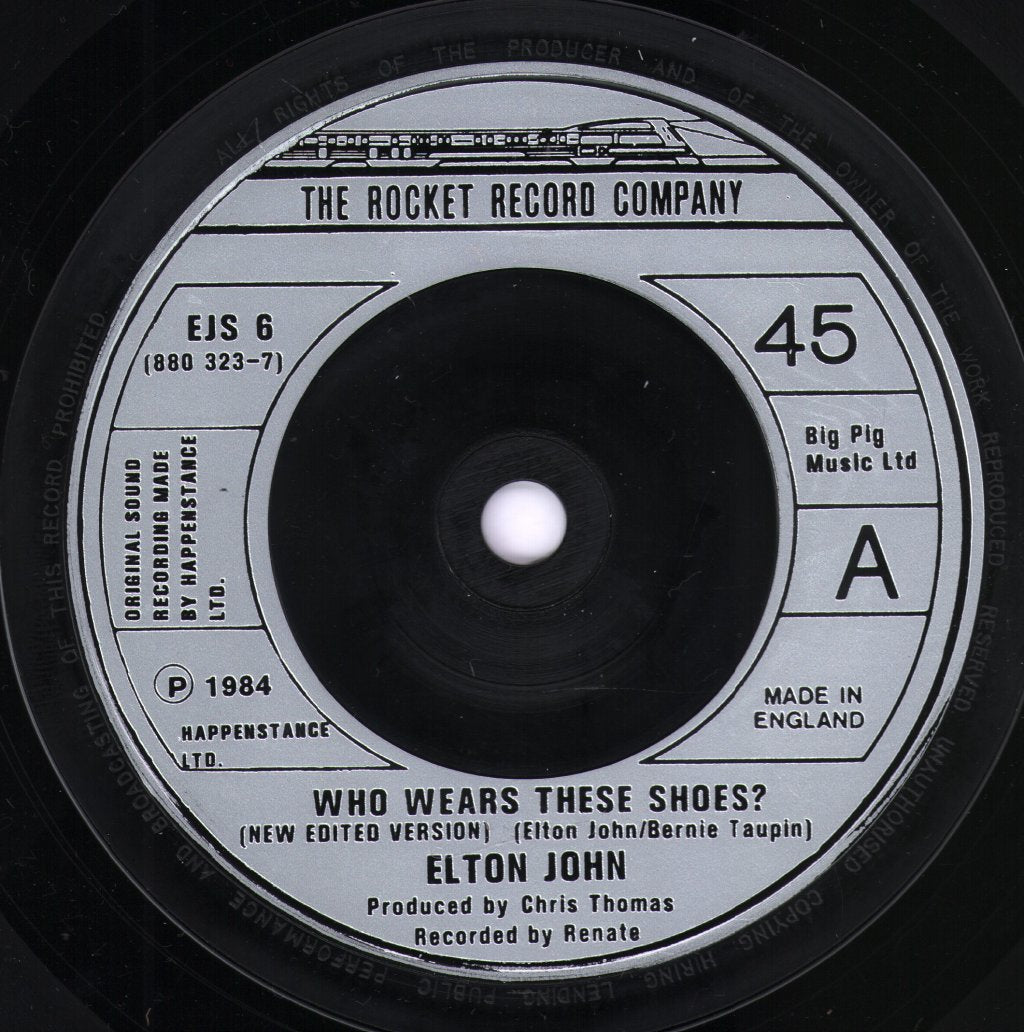 ALL RIGHTS OF THE PRODUCER AND OF THE OWNER OF THE WORK REPRODUCED RESERVED UNAUTHORISED COPYING HIRING LENDING PUBLIC PERFORMANCE AND BROADCASTING OF THIS RECORD PROHIBITED
THE ROCKET RECORD COMPANY
EJS 6
(880 323-7)
ORIGINAL SOUND
RECORDING MADE
BY HAPPENSTANCE
LTD.
P 1984
HAPPENSTANCE
LTD.
45
Big Pig
Music Ltd
A
MADE IN
ENGLAND
WHO WEARS THESE SHOES?
(NEW EDITED VERSION) (Elton John/Bernie Taupin)
ELTON JOHN
Produced by Chris Thomas
Recorded by Renate